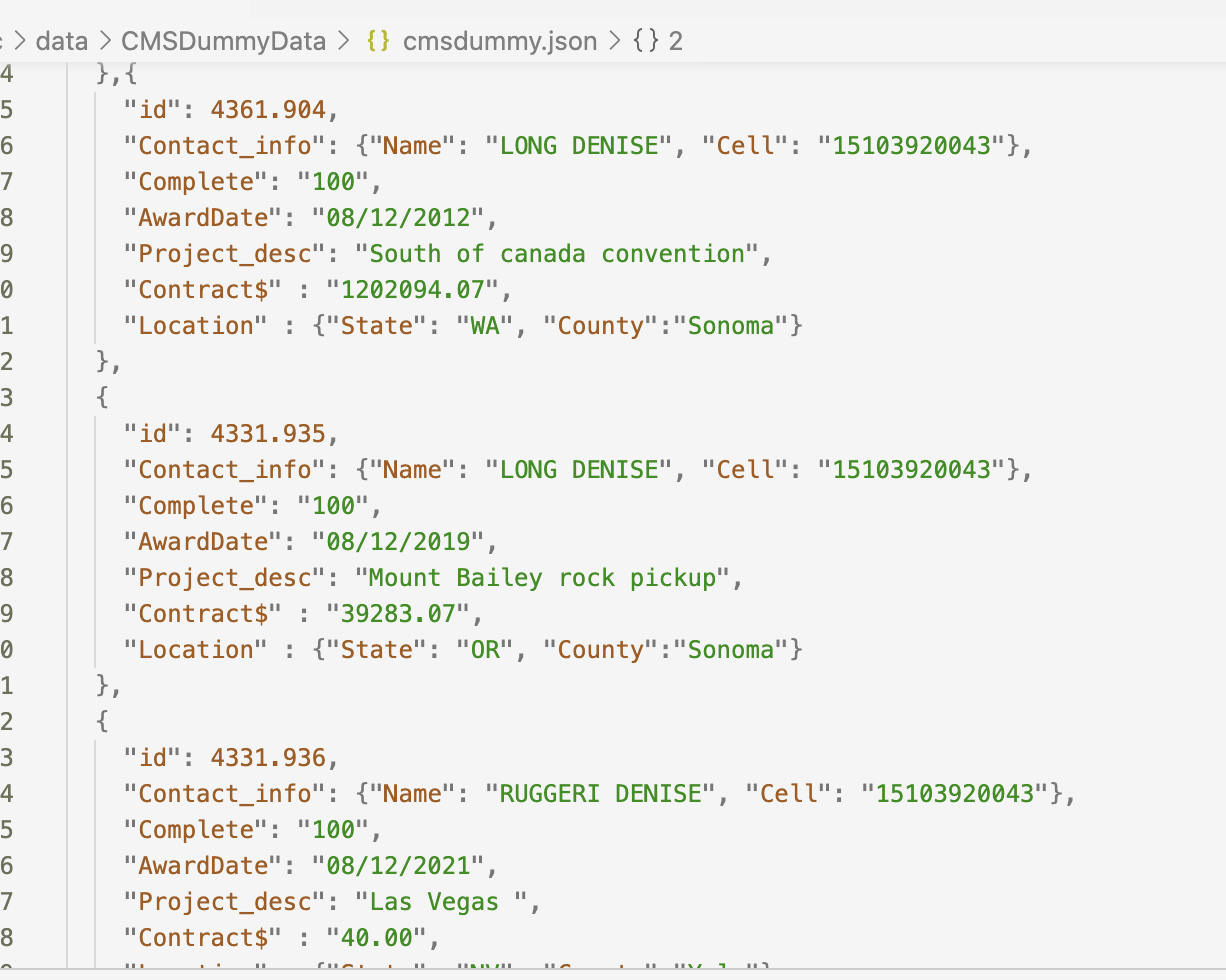 > data > CMSDummyData > {} cmsdummy.json > {} 2
4 },{
5 "id": 4361.904,
6 "Contact_info": {"Name": "LONG DENISE", "Cell": "15103920043"},
7 "Complete": "100",
8 "AwardDate": "08/12/2012",
9 "Project_desc": "South of canada convention",
0 "Contract$" : "1202094.07",
1 "Location" : {"State": "WA", "County":"Sonoma"}
2 },
3 {
4 "id": 4331.935,
5 "Contact_info": {"Name": "LONG DENISE", "Cell": "15103920043"},
6 "Complete": "100",
7 "AwardDate": "08/12/2019",
8 "Project_desc": "Mount Bailey rock pickup",
9 "Contract$" : "39283.07",
0 "Location" : {"State": "OR", "County":"Sonoma"}
1 },
2 {
3 "id": 4331.936,
4 "Contact_info": {"Name": "RUGGERI DENISE", "Cell": "15103920043"},
5 "Complete": "100",
6 "AwardDate": "08/12/2021",
7 "Project_desc": "Las Vegas ",
8 "Contract$" : "40.00",